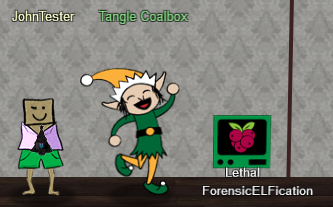 JohnTester
Tangle Coalbox
Lethal
ForensicELFication